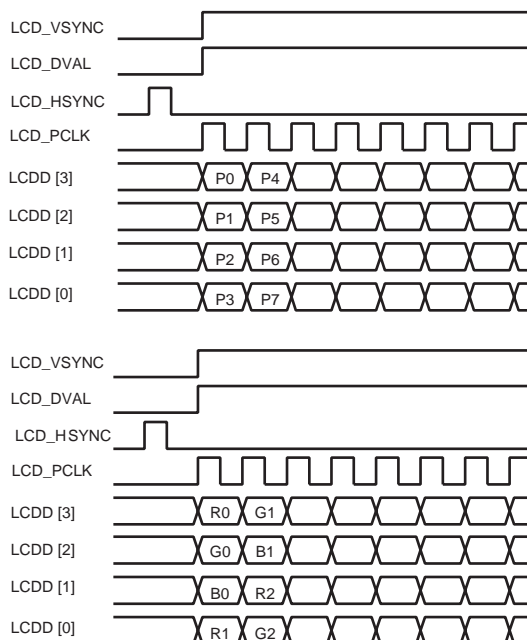 LCD_VSYNC
LCD_DVAL
LCD_HSYNC
LCD_PCLK
LCDD [3] P0 P4
LCDD [2] P1 P5
LCDD [1] P2 P6
LCDD [0] P3 P7
LCD_VSYNC
LCD_DVAL
LCD_HSYNC
LCD_PCLK
LCDD [3] R0 G1
LCDD [2] G0 B1
LCDD [1] B0 R2
LCDD [0] R1 G2